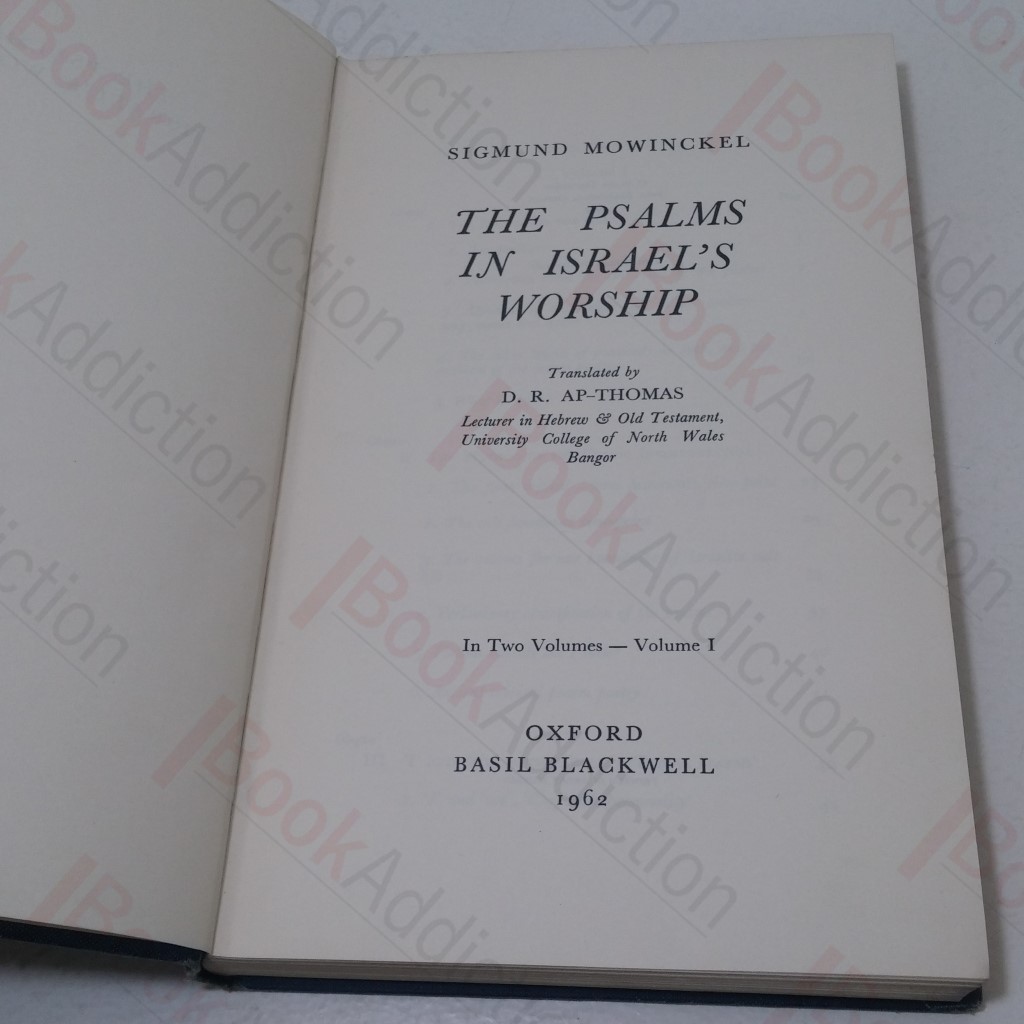 SIGMUND MOWINCKEL
THE PSALMS
IN ISRAEL'S
WORSHIP
Translated by
D. R. AP-THOMAS
Lecturer in Hebrew & Old Testament,
University College of North Wales
Bangor
In Two Volumes — Volume I
OXFORD
BASIL BLACKWELL
1962
BookAddiction